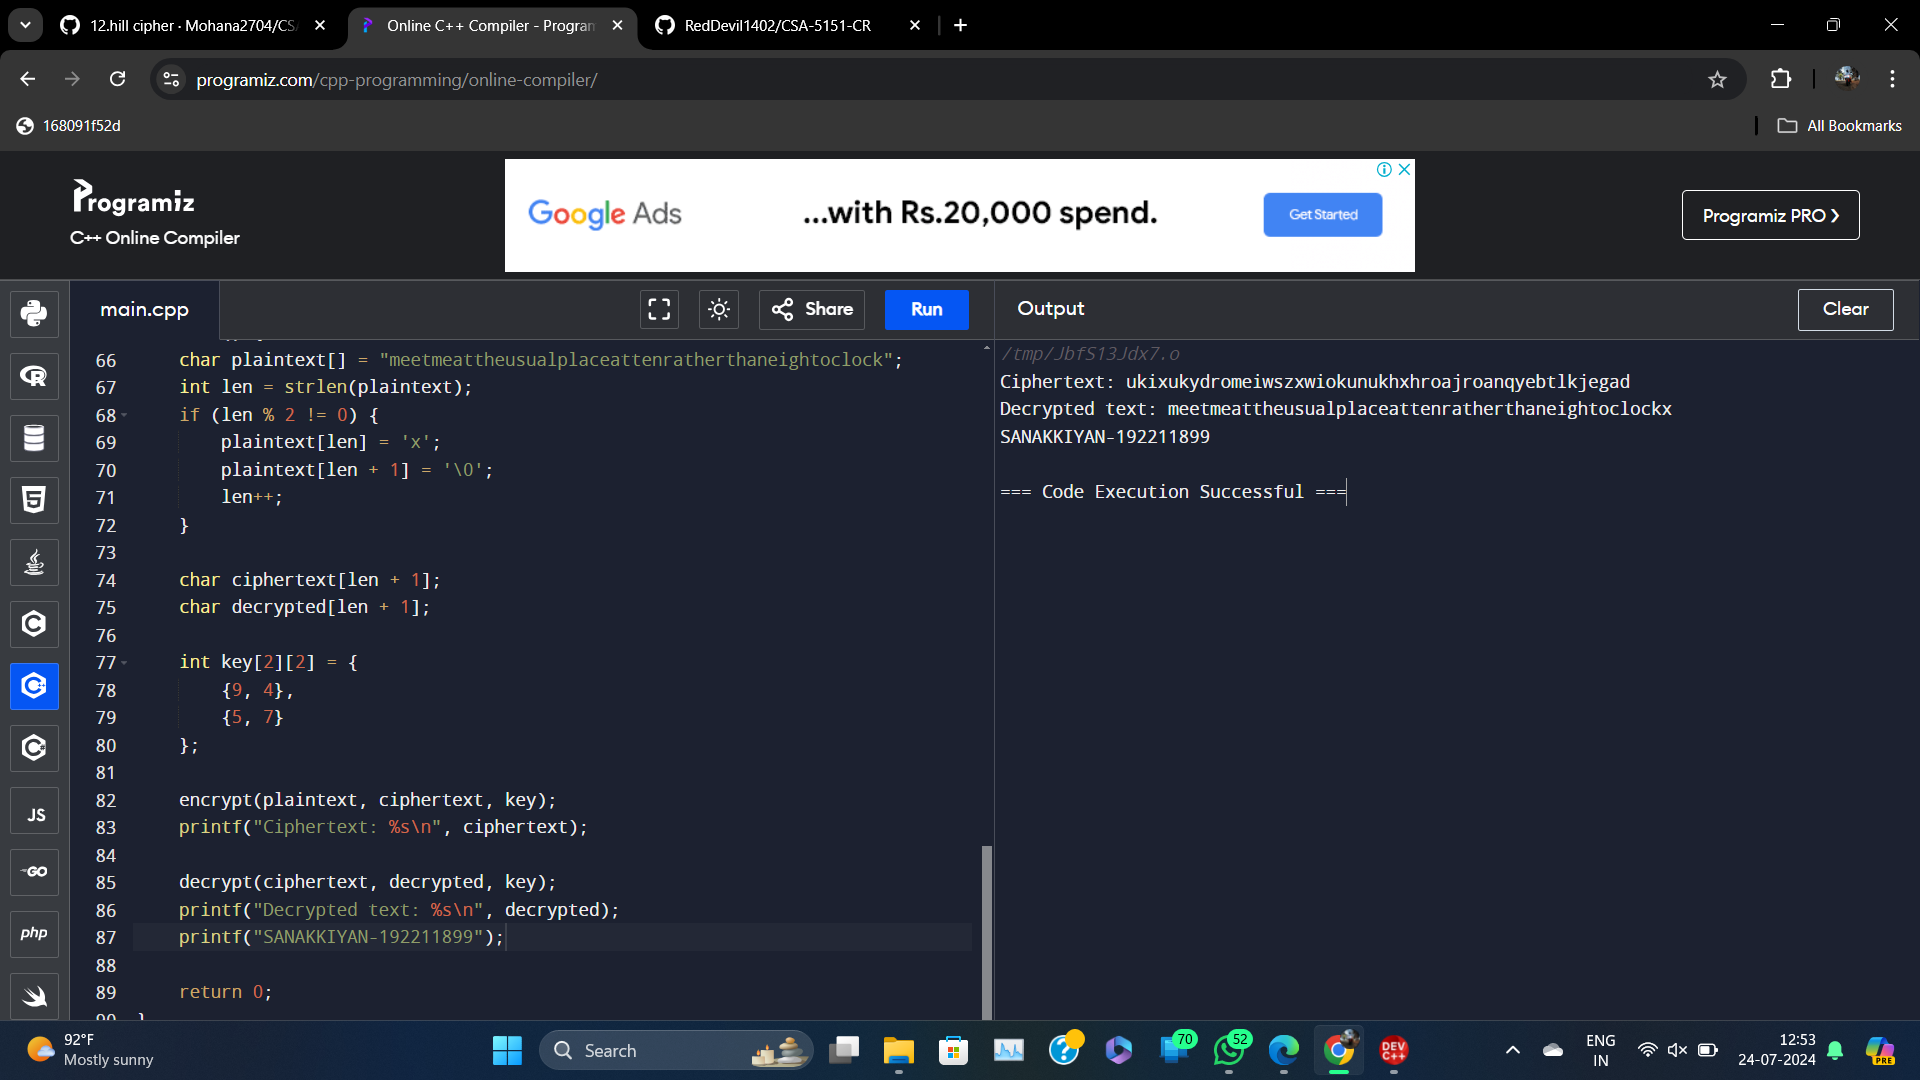 12.hill cipher · Mohana2704/CSA
Online C++ Compiler - Program
RedDevil1402/CSA-5151-CR
programiz.com/cpp-programming/online-compiler/
168091f52d
All Bookmarks
Programiz
C++ Online Compiler
Google Ads
...with Rs.20,000 spend.
Get Started
Programiz PRO ❯
main.cpp
Share
Run
Output
Clear
66 char plaintext[] = "meetmeattheusualplaceattenratherthaneightoclock";
67 int len = strlen(plaintext);
68 if (len % 2 != 0) {
69 plaintext[len] = 'x';
70 plaintext[len + 1] = '\0';
71 len++;
72 }
73
74 char ciphertext[len + 1];
75 char decrypted[len + 1];
76
77 int key[2][2] = {
78 {9, 4},
79 {5, 7}
80 };
81
82 encrypt(plaintext, ciphertext, key);
83 printf("Ciphertext: %s\n", ciphertext);
84
85 decrypt(ciphertext, decrypted, key);
86 printf("Decrypted text: %s\n", decrypted);
87 printf("SANAKKIYAN-192211899");
88
89 return 0;
90 }
/tmp/JbfS13Jdx7.o
Ciphertext: ukixukydromeiwszxwiokunukhxhroajroanqyebtlkjegad
Decrypted text: meetmeattheusualplaceattenratherthaneightoclockx
SANAKKIYAN-192211899
=== Code Execution Successful ===
JS
GO
php
92°F
Mostly sunny
Search
70
52
DEV
C++
ENG
IN
12:53
24-07-2024
PRE